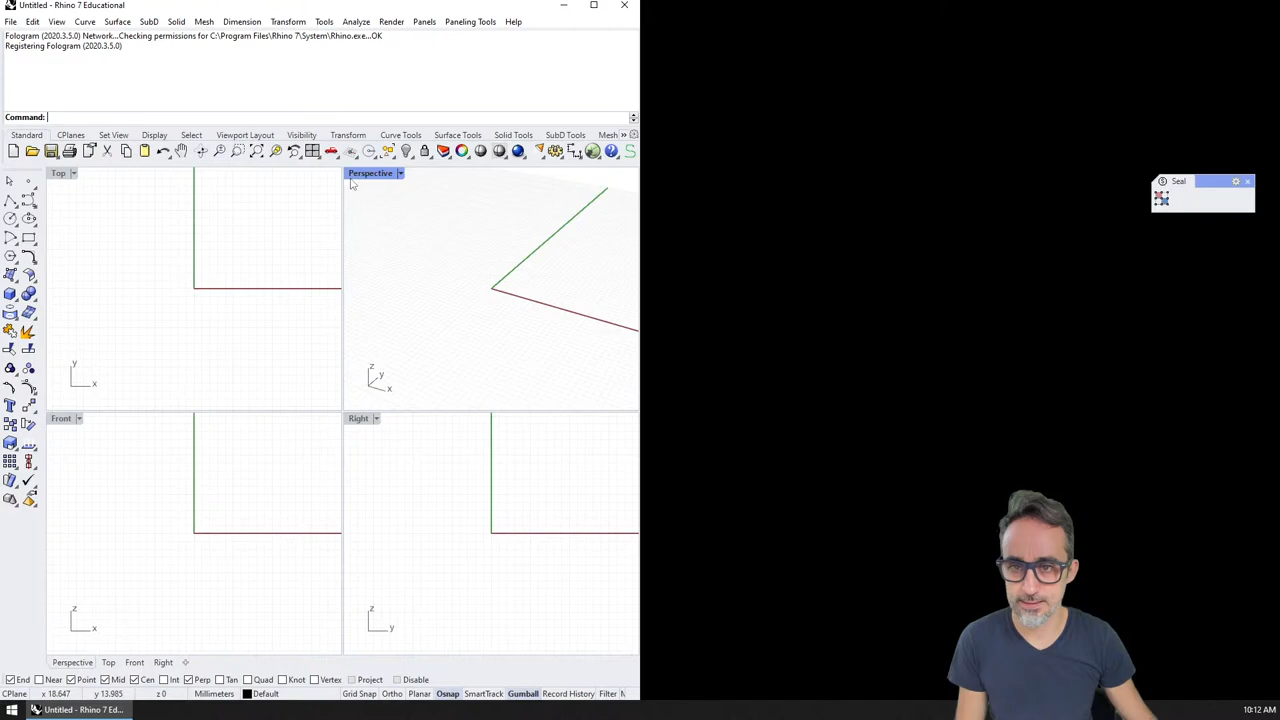 Untitled - Rhino 7 Educational
File Edit View Curve Surface SubD Solid Mesh Dimension Transform Tools Analyze Render Panels Paneling Tools Help
Fologram (2020.3.5.0) Network...Checking permissions for C:\Program Files\Rhino 7\System\Rhino.exe...OK
Registering Fologram (2020.3.5.0)
Command:
Standard CPlanes Set View Display Select Viewport Layout Visibility Transform Curve Tools Surface Tools Solid Tools SubD Tools Mesh
Top
Perspective
Seal
y
x
z
y
x
Front
Right
z
x
z
y
Perspective Top Front Right
End Near Point Mid Cen Int Perp Tan Quad Knot Vertex Project Disable
CPlane x 18.647 y 13.985 z 0 Millimeters Default Grid Snap Ortho Planar Osnap SmartTrack Gumball Record History Filter
Untitled - Rhino 7 Ed...
10:12 AM